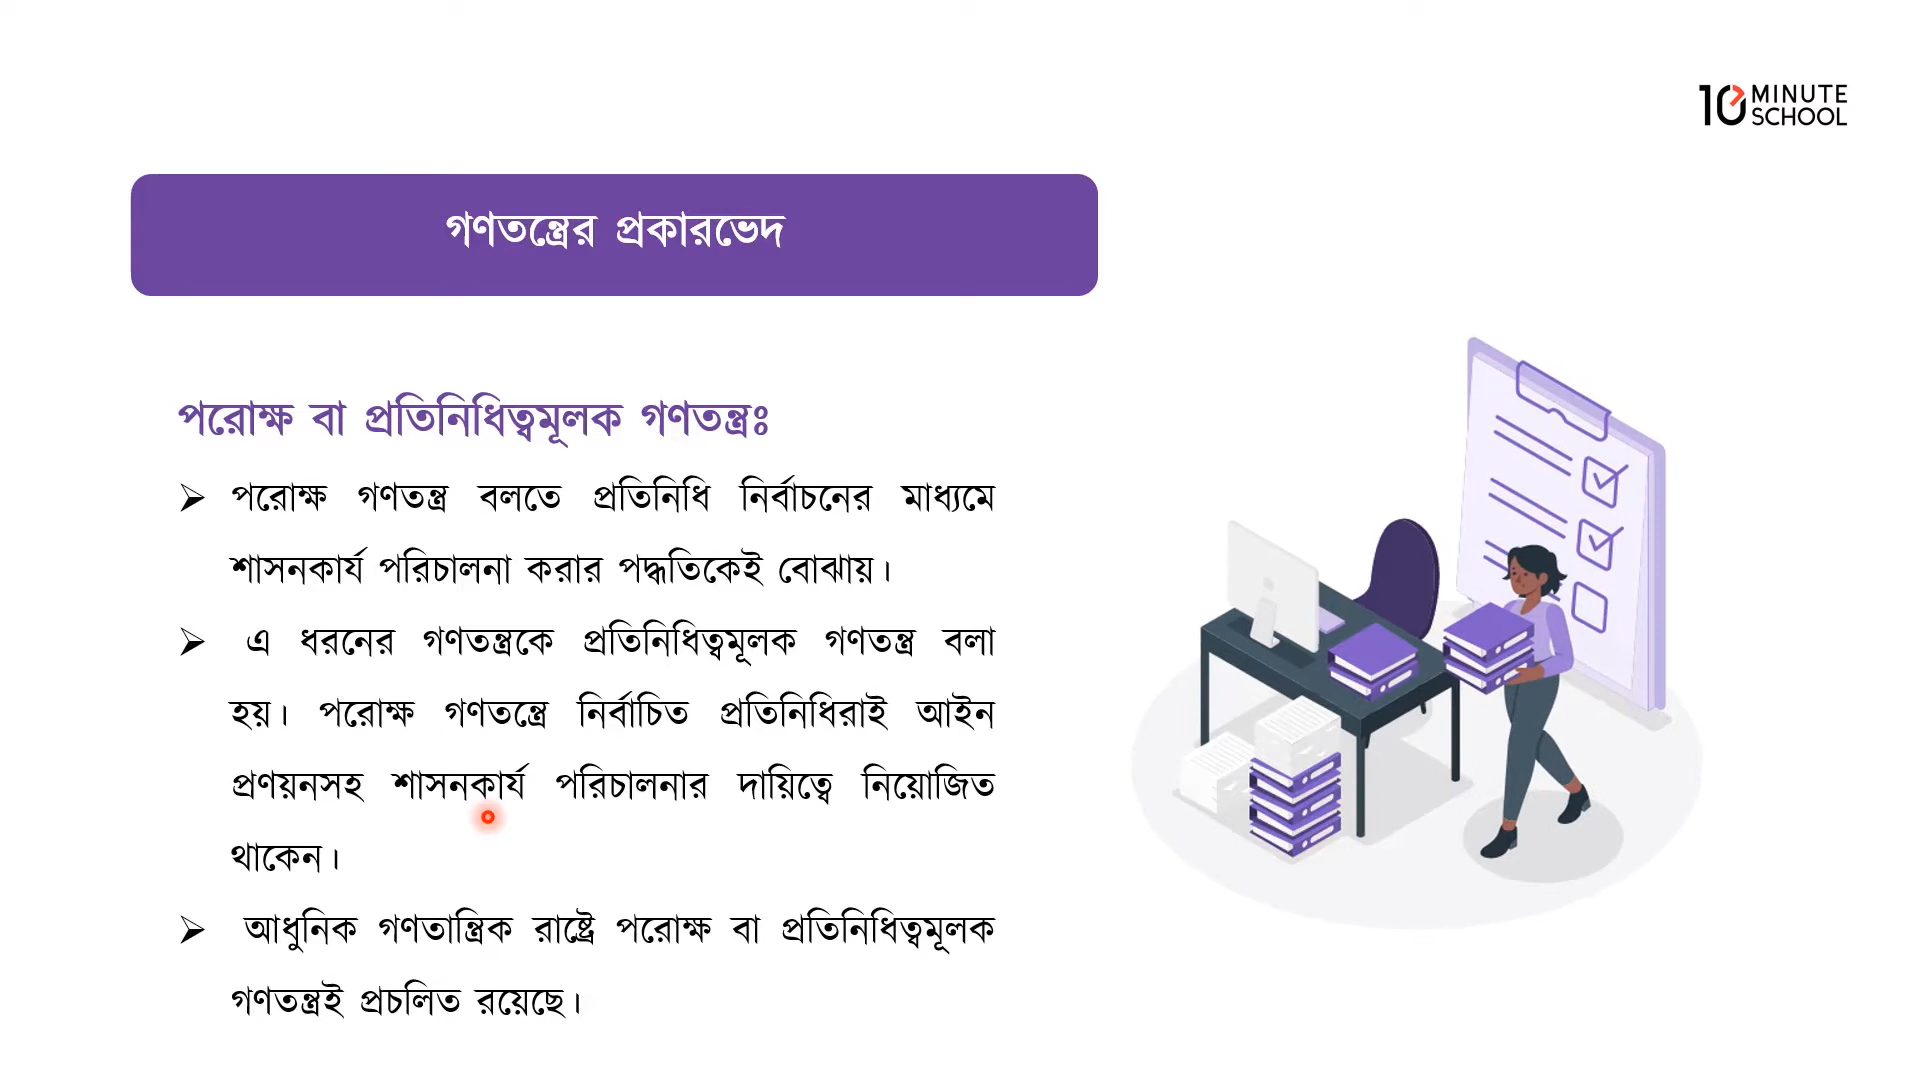 10 MINUTE
SCHOOL
গণতন্ত্রের প্রকারভেদ
পরোক্ষ বা প্রতিনিধিত্বমূলক গণতন্ত্রঃ
➢ পরোক্ষ গণতন্ত্র বলতে প্রতিনিধি নির্বাচনের মাধ্যমে
শাসনকার্য পরিচালনা করার পদ্ধতিকেই বোঝায়।
➢ এ ধরনের গণতন্ত্রকে প্রতিনিধিত্বমূলক গণতন্ত্র বলা
হয়। পরোক্ষ গণতন্ত্রে নির্বাচিত প্রতিনিধিরাই আইন
প্রণয়নসহ শাসনকার্য পরিচালনার দায়িত্বে নিয়োজিত
থাকেন।
➢ আধুনিক গণতান্ত্রিক রাষ্ট্রে পরোক্ষ বা প্রতিনিধিত্বমূলক
গণতন্ত্রই প্রচলিত রয়েছে।